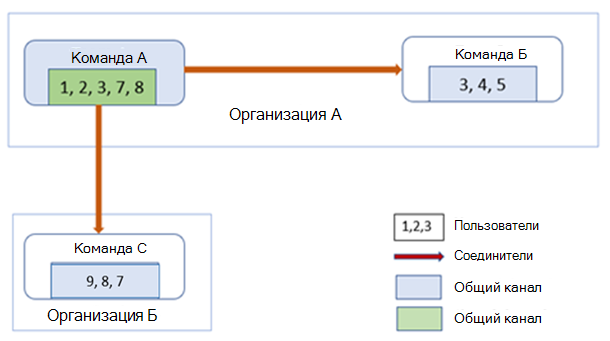 Команда А
1, 2, 3, 7, 8
Команда Б
3, 4, 5
Организация А
Команда С
9, 8, 7
Организация Б
1,2,3 Пользователи
Соединители
Общий канал
Общий канал